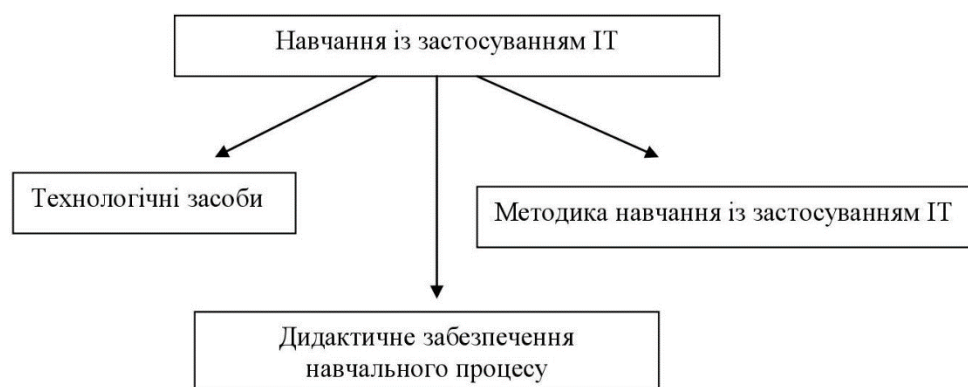 Навчання із застосуванням ІТ
Технологічні засоби
Методика навчання із застосуванням ІТ
Дидактичне забезпечення
навчального процесу